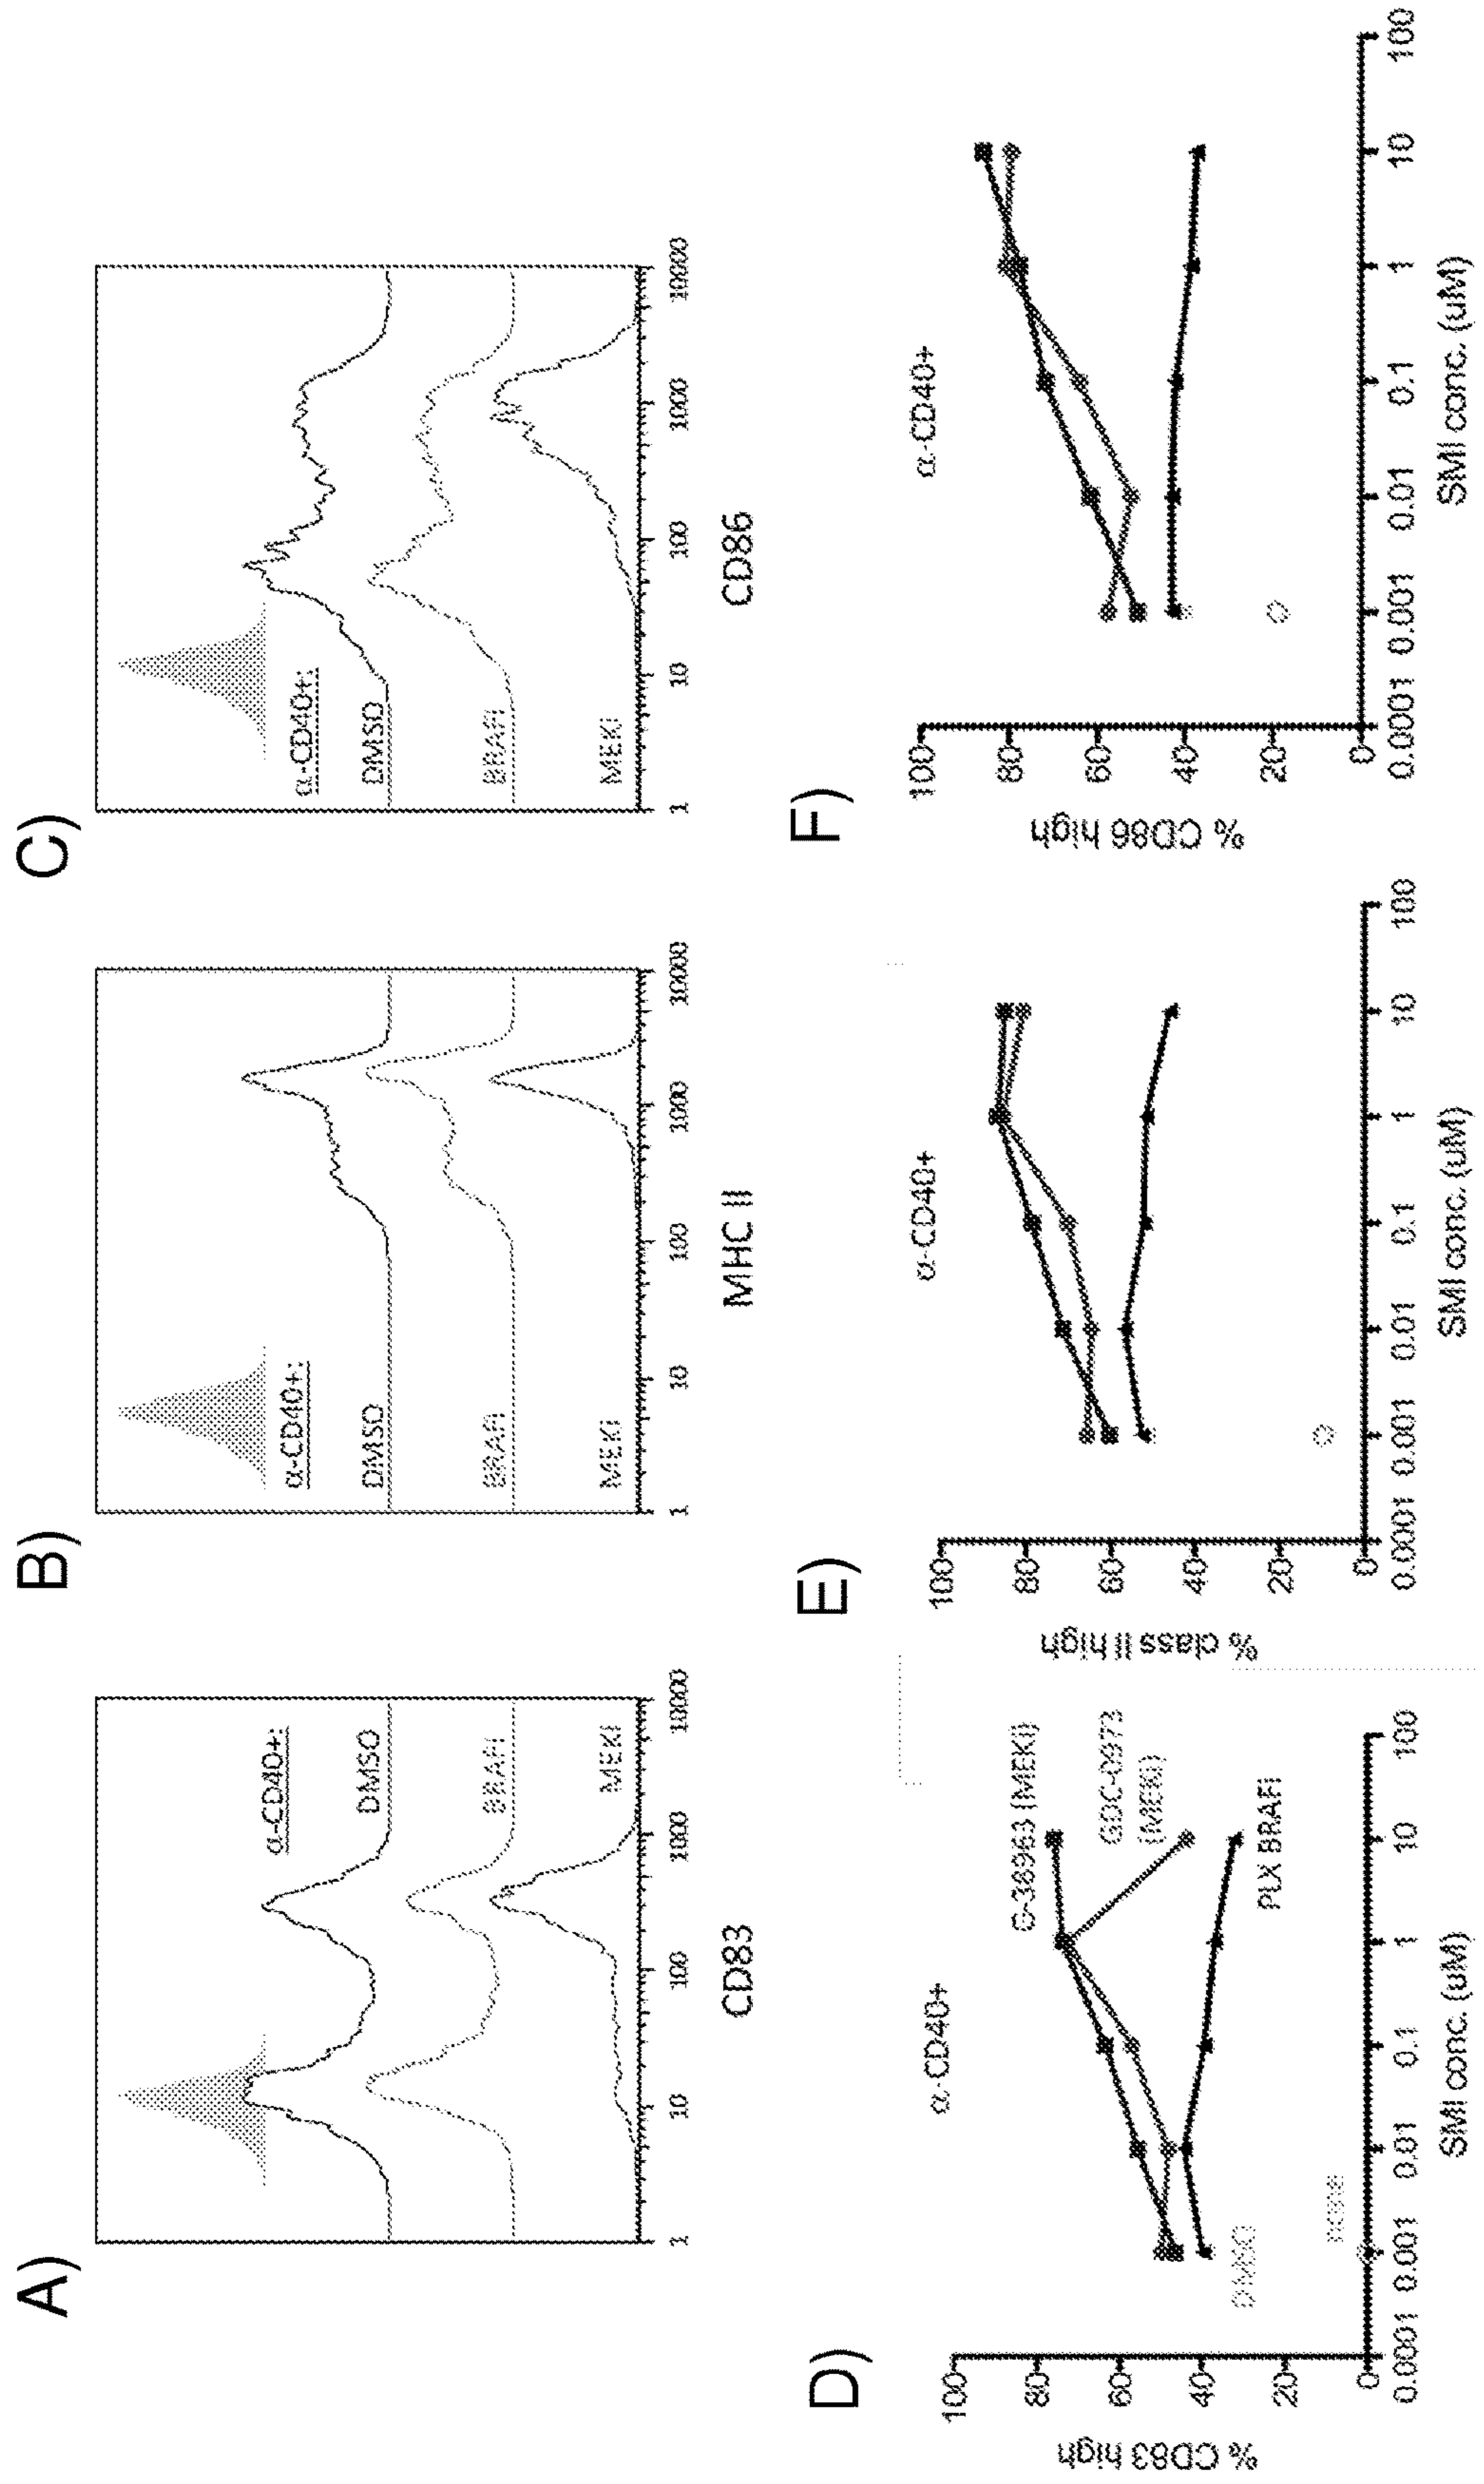 A)
α-CD40+:
DMSO
BRAFi
MEKi
1
10
100
1000
10000
CD83
B)
α-CD40+:
DMSO
BRAFi
MEKi
1
10
100
1000
10000
MHC II
C)
α-CD40+:
DMSO
BRAFi
MEKi
1
10
100
1000
10000
CD86
D)
α-CD40+
% CD83 high
100
80
60
40
20
0
G-38963 (MEKi)
GDC-0973
(MEKi)
PLX BRAFi
DMSO
none
0.0001
0.001
0.01
0.1
1
10
100
SMI conc. (uM)
E)
α-CD40+
% class II high
100
80
60
40
20
0
0.0001
0.001
0.01
0.1
1
10
100
SMI conc. (uM)
F)
α-CD40+
% CD86 high
100
80
60
40
20
0
0.0001
0.001
0.01
0.1
1
10
100
SMI conc. (uM)